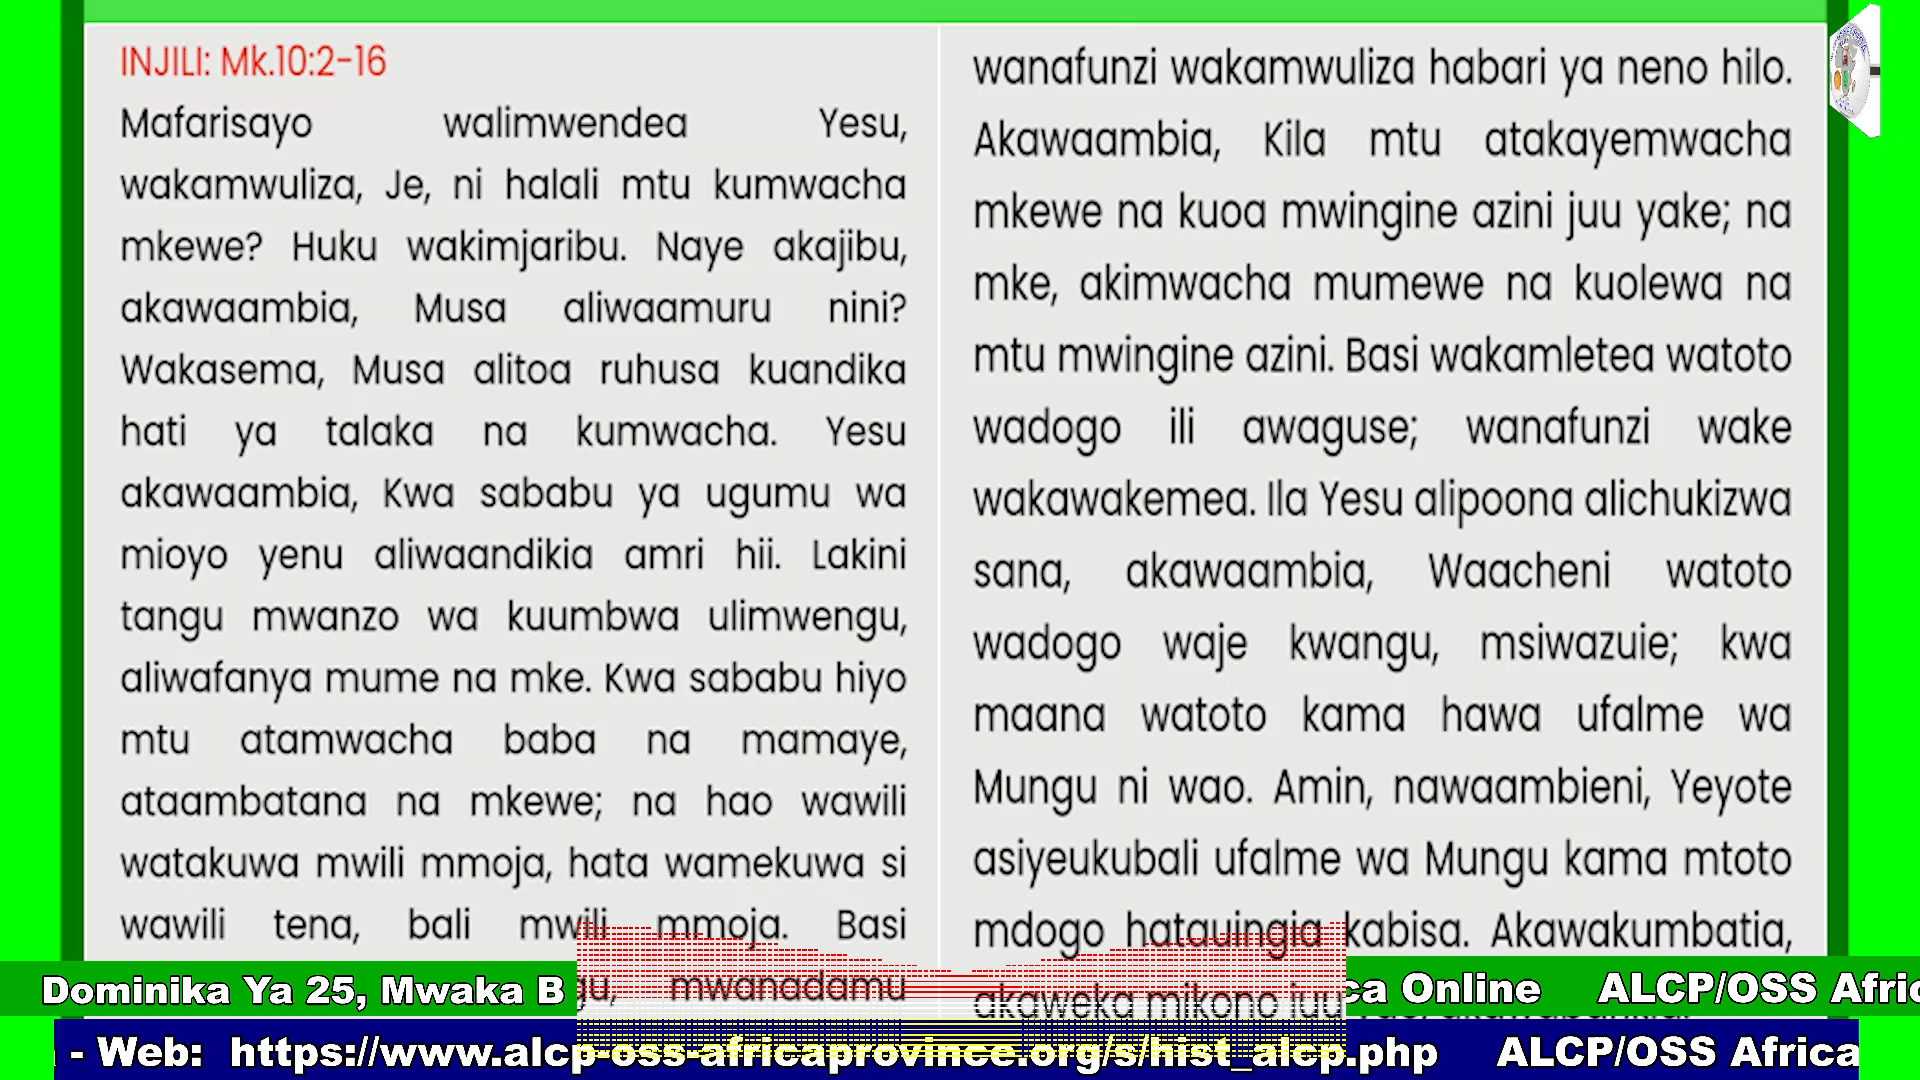 INJILI: Mk.10:2-16
Mafarisayo walimwendea Yesu,
wakamwuliza, Je, ni halali mtu kumwacha
mkewe? Huku wakimjaribu. Naye akajibu,
akawaambia, Musa aliwaamuru nini?
Wakasema, Musa alitoa ruhusa kuandika
hati ya talaka na kumwacha. Yesu
akawaambia, Kwa sababu ya ugumu wa
mioyo yenu aliwaandikia amri hii. Lakini
tangu mwanzo wa kuumbwa ulimwengu,
aliwafanya mume na mke. Kwa sababu hiyo
mtu atamwacha baba na mamaye,
ataambatana na mkewe; na hao wawili
watakuwa mwili mmoja, hata wamekuwa si
wawili tena, bali mwili mmoja. Basi
mwanadamu
wanafunzi wakamwuliza habari ya neno hilo.
Akawaambia, Kila mtu atakayemwacha
mkewe na kuoa mwingine azini juu yake; na
mke, akimwacha mumewe na kuolewa na
mtu mwingine azini. Basi wakamletea watoto
wadogo ili awaguse; wanafunzi wake
wakawakemea. Ila Yesu alipoona alichukizwa
sana, akawaambia, Waacheni watoto
wadogo waje kwangu, msiwazuie; kwa
maana watoto kama hawa ufalme wa
Mungu ni wao. Amin, nawaambieni, Yeyote
asiyeukubali ufalme wa Mungu kama mtoto
mdogo hatauingia kabisa. Akawakumbatia,
akaweka mikono juu
Dominika Ya 25, Mwaka B ca Online ALCP/OSS Afric
- Web: https://www.alcp-oss-africaprovince.org/s/hist_alcp.php ALCP/OSS Africa